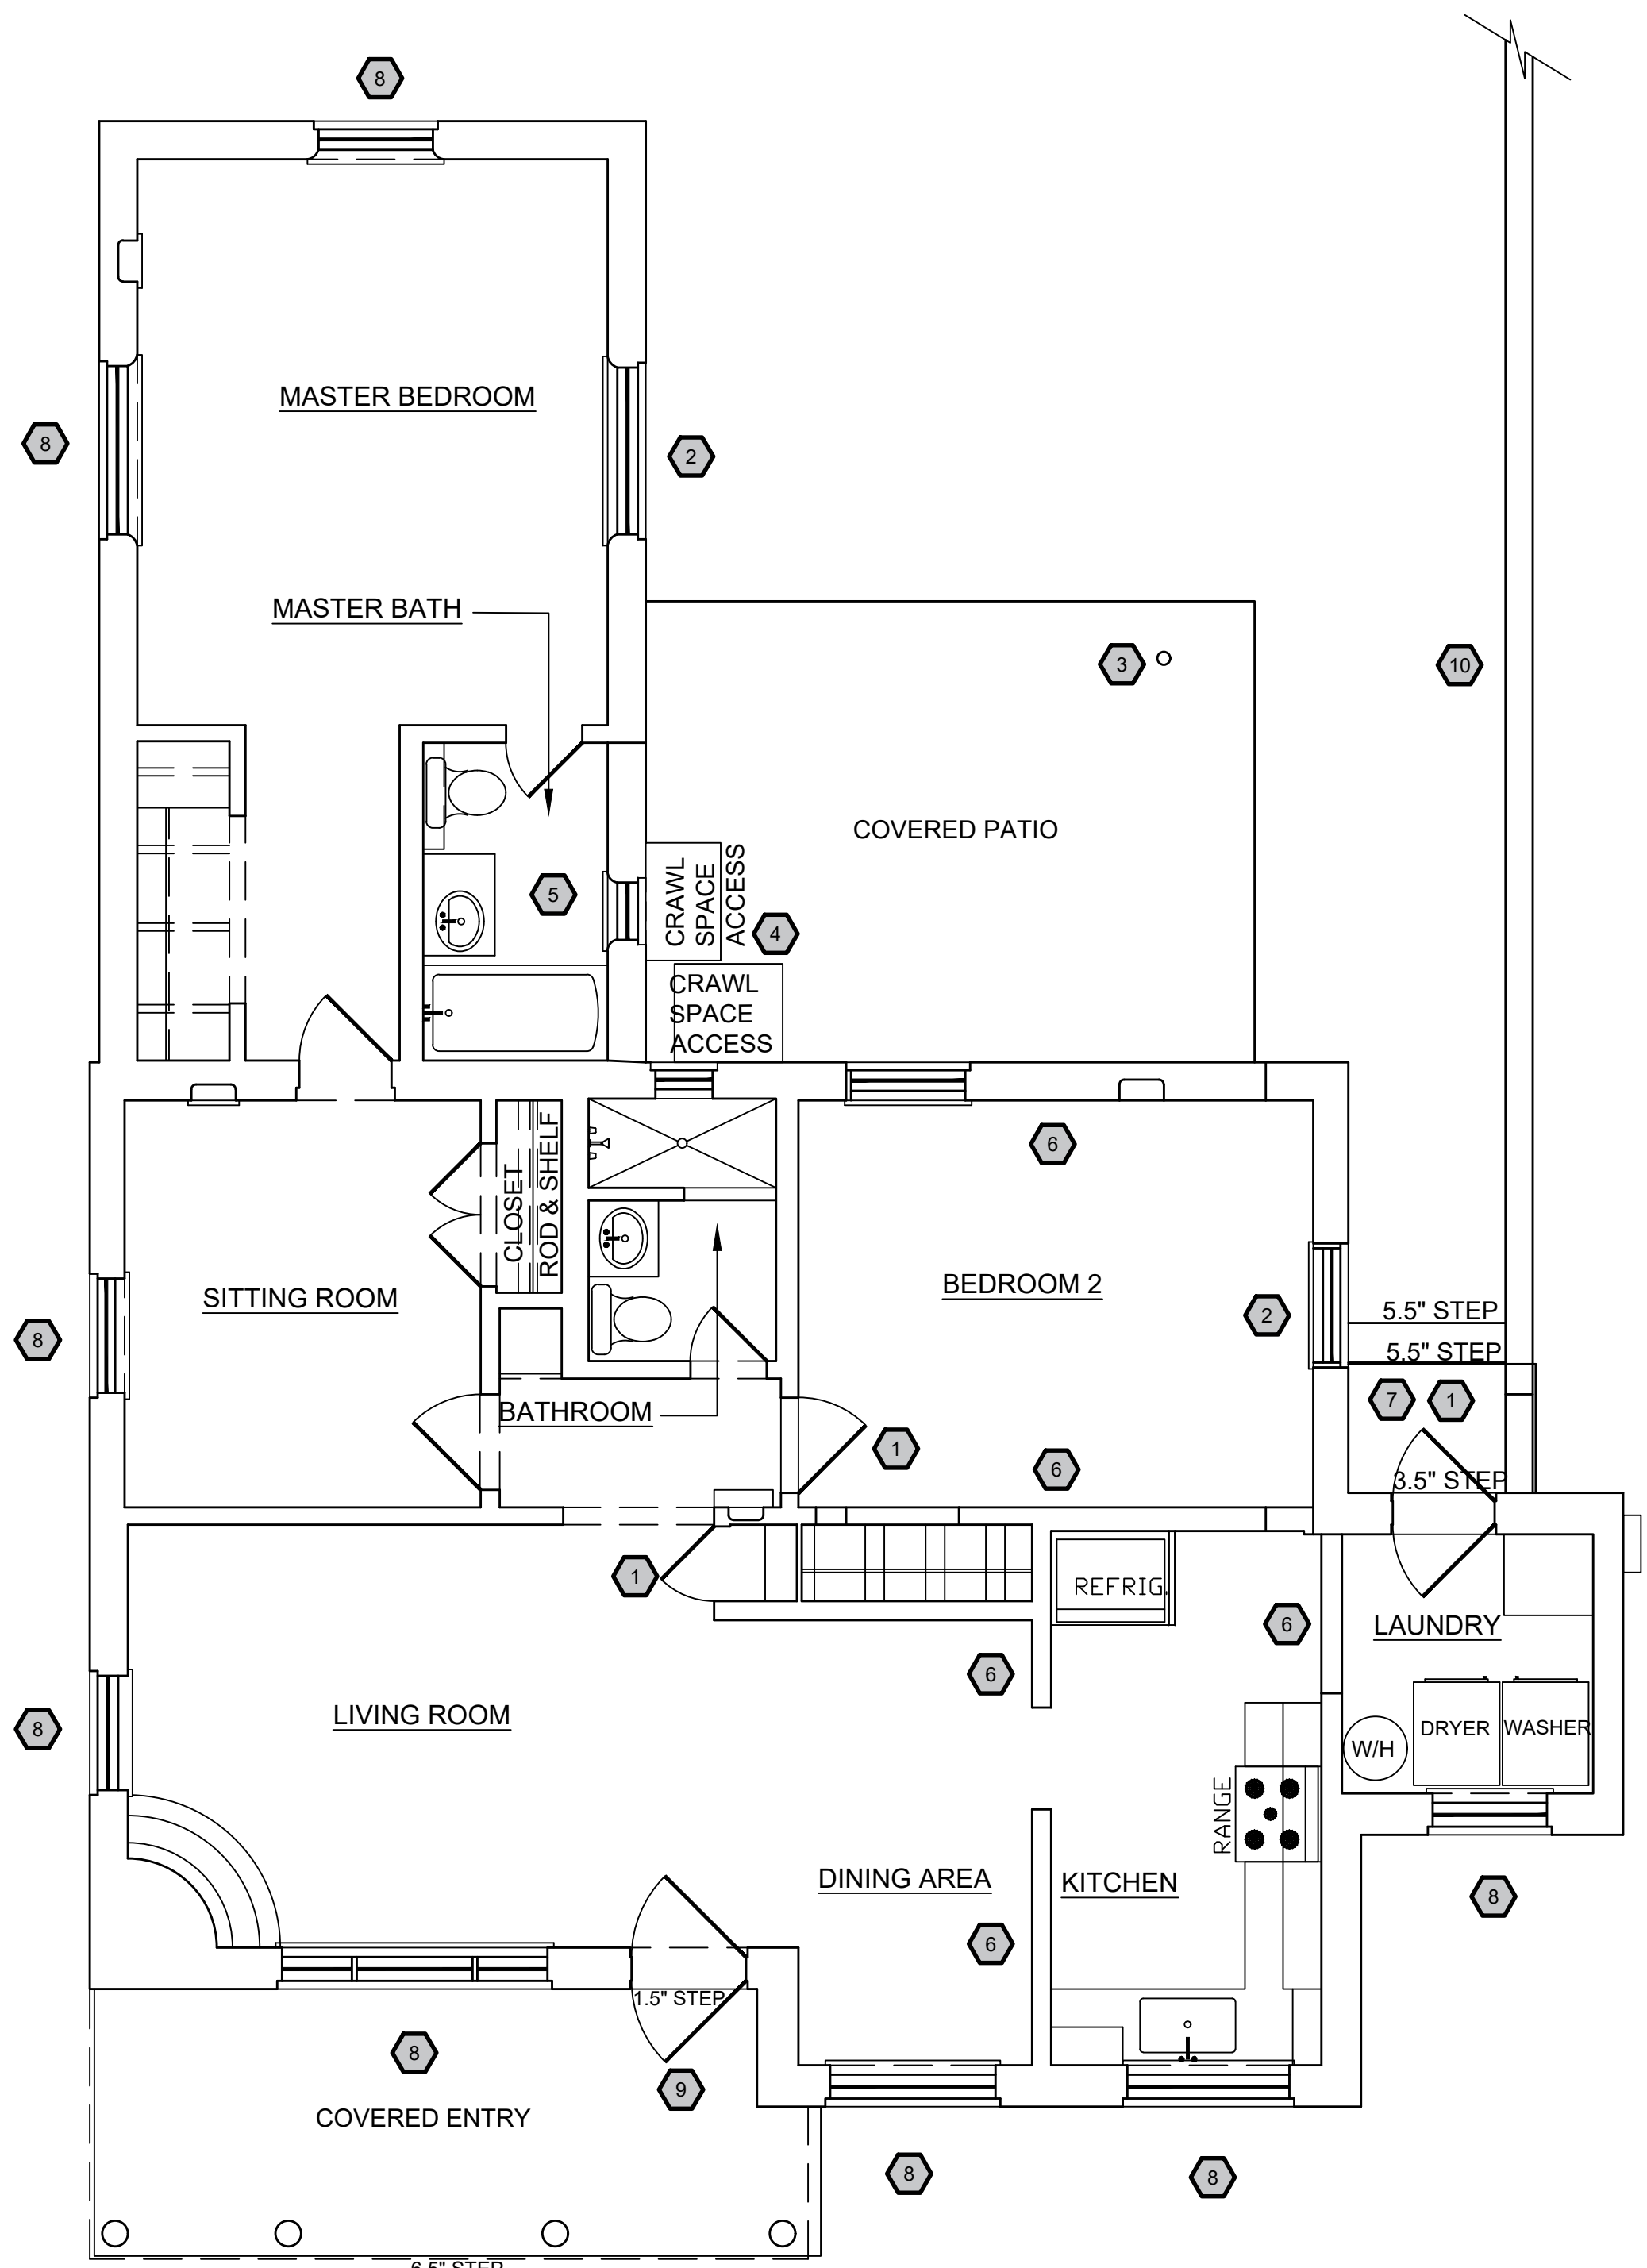 8
MASTER BEDROOM
8
2
MASTER BATH
3
10
COVERED PATIO
5
CRAWL
SPACE
ACCESS
4
CRAWL
SPACE
ACCESS
CLOSET
ROD & SHELF
6
SITTING ROOM
BEDROOM 2
8
2
5.5" STEP
5.5" STEP
7
1
BATHROOM
1
6
3.5" STEP
1
REFRIG.
6
6
LAUNDRY
LIVING ROOM
8
W/H
DRYER
WASHER
RANGE
DINING AREA
KITCHEN
8
6
1.5" STEP
8
9
COVERED ENTRY
8
8
6.5" STEP